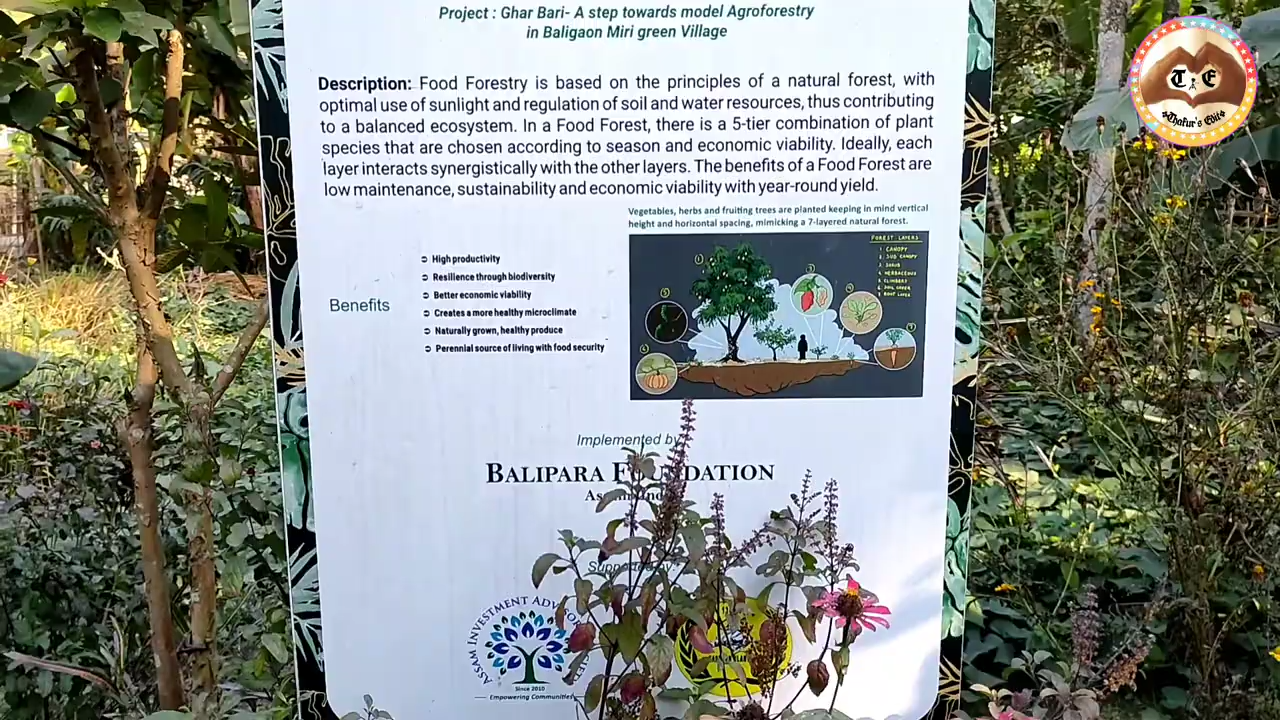 Project : Ghar Bari- A step towards model Agroforestry
in Baligaon Miri green Village
Description: Food Forestry is based on the principles of a natural forest, with
optimal use of sunlight and regulation of soil and water resources, thus contributing
to a balanced ecosystem. In a Food Forest, there is a 5-tier combination of plant
species that are chosen according to season and economic viability. Ideally, each
layer interacts synergistically with the other layers. The benefits of a Food Forest are
low maintenance, sustainability and economic viability with year-round yield.
Vegetables, herbs and fruiting trees are planted keeping in mind vertical
height and horizontal spacing, mimicking a 7-layered natural forest.
Benefits
High productivity
Resilience through biodiversity
Better economic viability
Creates a more healthy microclimate
Naturally grown, healthy produce
Perennial source of living with food security
FOREST LAYERS
1. CANOPY
2. SUB CANOPY
3. SHRUB
4. HERBACEOUS
5. CLIMBERS
6. SOIL COVER
7. ROOT LAYER
Implemented by
BALIPARA FOUNDATION
Supported by:
ASSAM INVESTMENT ADV
Since 2010
Empowering Communities
T E
Thakur's Edit